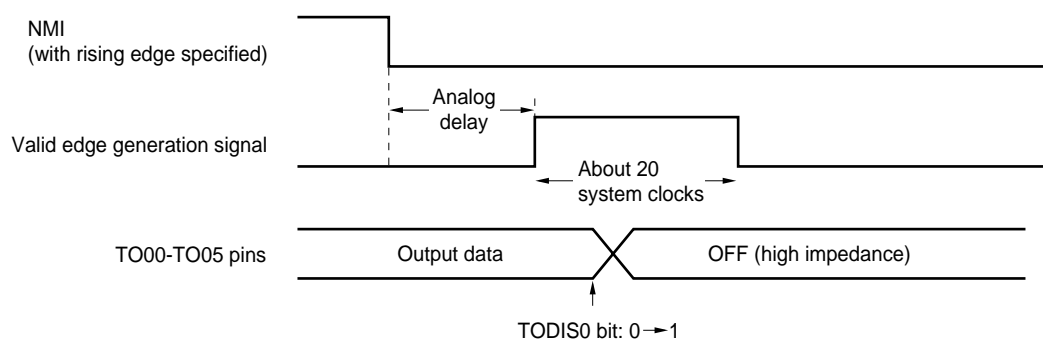 NMI
(with rising edge specified)
Analog
delay
Valid edge generation signal
About 20
system clocks
TO00-TO05 pins
Output data
OFF (high impedance)
TODIS0 bit: 0→1